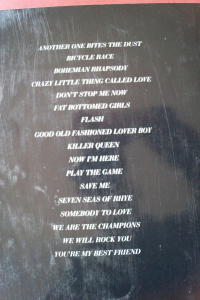 ANOTHER ONE BITES THE DUST
BICYCLE RACE
BOHEMIAN RHAPSODY
CRAZY LITTLE THING CALLED LOVE
DON'T STOP ME NOW
FAT BOTTOMED GIRLS
FLASH
GOOD OLD FASHIONED LOVER BOY
KILLER QUEEN
NOW I'M HERE
PLAY THE GAME
SAVE ME
SEVEN SEAS OF RHYE
SOMEBODY TO LOVE
WE ARE THE CHAMPIONS
WE WILL ROCK YOU
YOU'RE MY BEST FRIEND